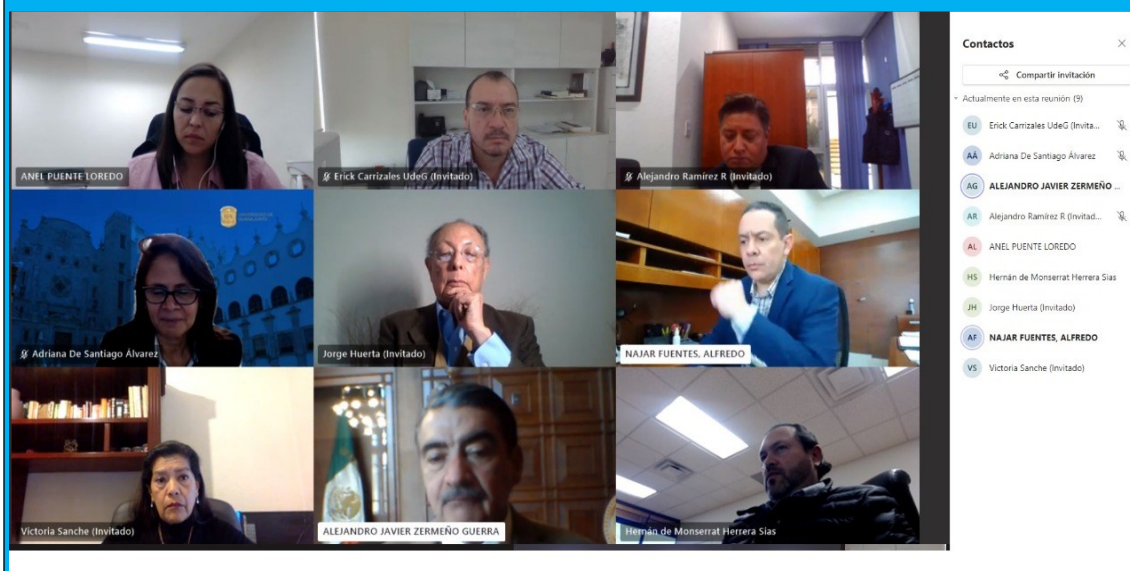 ANEL PUENTE LOREDO
Erick Carrizales UdeG (Invitado)
Alejandro Ramírez R (Invitado)
UNIVERSIDAD DE
GUANAJUATO
Adriana De Santiago Álvarez
Jorge Huerta (Invitado)
NAJAR FUENTES, ALFREDO
Victoria Sanche (Invitado)
ALEJANDRO JAVIER ZERMEÑO GUERRA
Hernán de Monserrat Herrera Sias
Contactos
Compartir invitación
Actualmente en esta reunión (9)
EU Erick Carrizales UdeG (Invita...
AÁ Adriana De Santiago Álvarez
AG ALEJANDRO JAVIER ZERMEÑO ...
AR Alejandro Ramírez R (Invitad...
AL ANEL PUENTE LOREDO
HS Hernán de Monserrat Herrera Sias
JH Jorge Huerta (Invitado)
AF NAJAR FUENTES, ALFREDO
VS Victoria Sanche (Invitado)